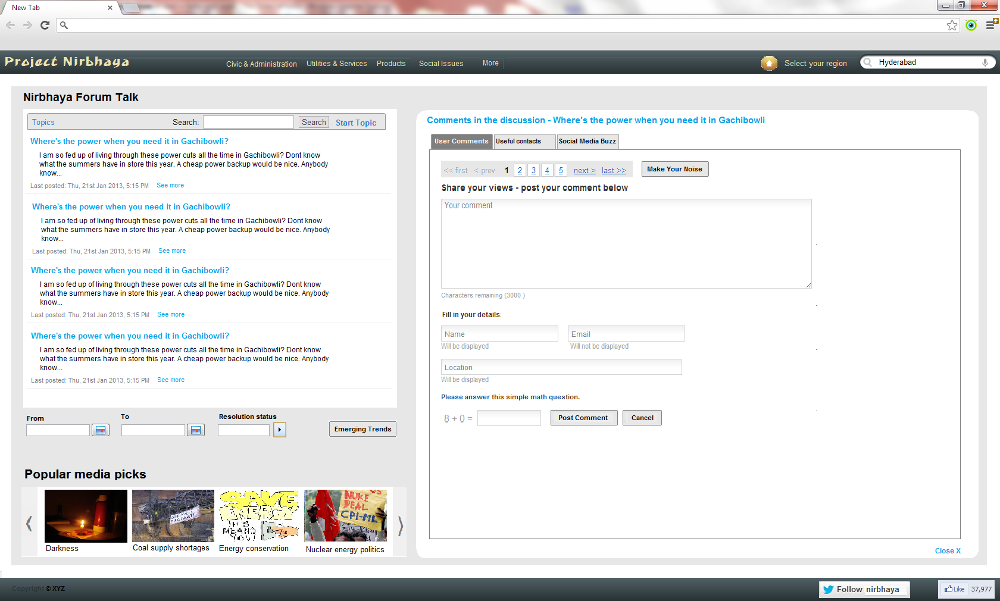 New Tab
Project Nirbhaya
Civic & Administration
Utilities & Services
Products
Social Issues
More
Select your region
Hyderabad
Nirbhaya Forum Talk
Topics
Search:
Search
Start Topic
Where's the power when you need it in Gachibowli?
I am so fed up of living through these power cuts all the time in Gachibowli? Dont know
what the summers have in store this year. A cheap power backup would be nice. Anybody
know...
Last posted: Thu, 21st Jan 2013, 5:15 PM See more
Where's the power when you need it in Gachibowli?
I am so fed up of living through these power cuts all the time in Gachibowli? Dont know
what the summers have in store this year. A cheap power backup would be nice. Anybody
know...
Last posted: Thu, 21st Jan 2013, 5:15 PM See more
Where's the power when you need it in Gachibowli?
I am so fed up of living through these power cuts all the time in Gachibowli? Dont know
what the summers have in store this year. A cheap power backup would be nice. Anybody
know...
Last posted: Thu, 21st Jan 2013, 5:15 PM See more
Where's the power when you need it in Gachibowli?
I am so fed up of living through these power cuts all the time in Gachibowli? Dont know
what the summers have in store this year. A cheap power backup would be nice. Anybody
know...
Last posted: Thu, 21st Jan 2013, 5:15 PM See more
From
To
Resolution status
Emerging Trends
Popular media picks
SAVE
ENERGY
THIS
MEANS
YOU
NUKE
DEAL
CPI-ML
Darkness
Coal supply shortages
Energy conservation
Nuclear energy politics
Comments in the discussion - Where's the power when you need it in Gachibowli
User Comments
Useful contacts
Social Media Buzz
<< first < prev 1 2 3 4 5 next > last >>
Make Your Noise
Share your views - post your comment below
Your comment
Characters remaining (3000 )
Fill in your details:
Name
Email
Will be displayed
Will not be displayed
Location
Will be displayed
Please answer this simple math question.
8 + 0 =
Post Comment
Cancel
Close X
Copyright © XYZ
Follow nirbhaya
Like
37,977